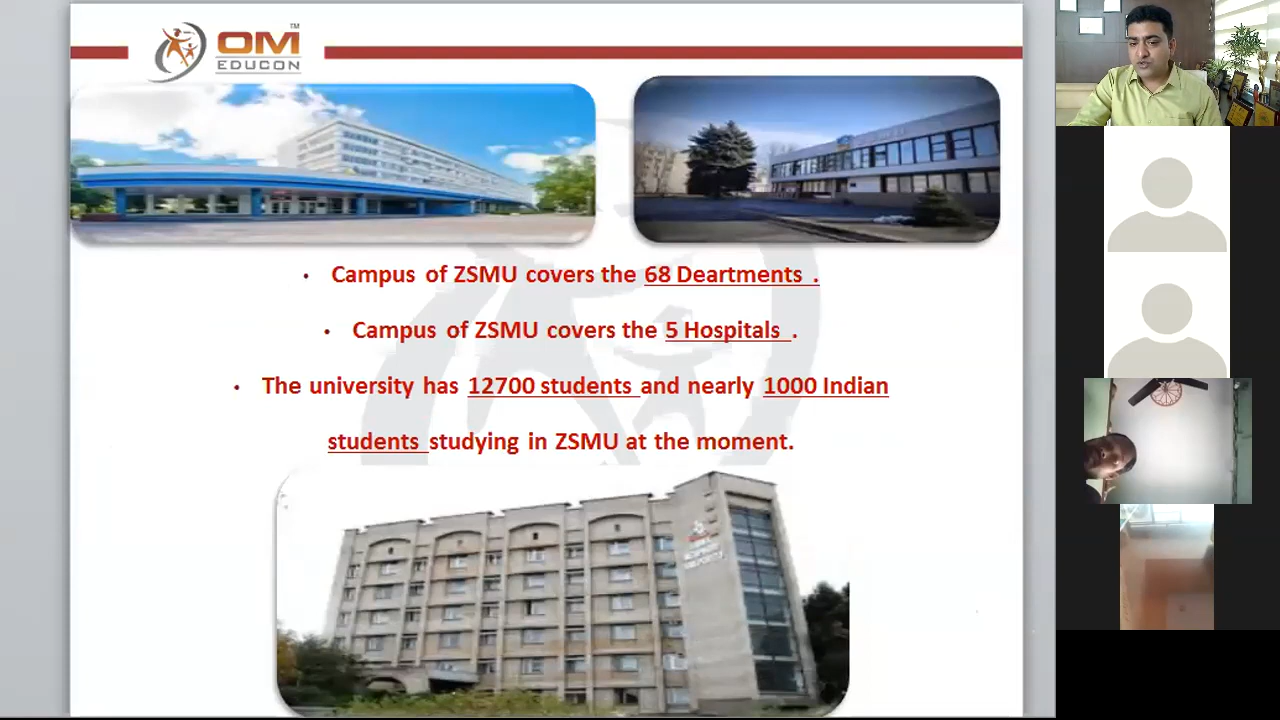 OM
EDUCON
TM
• Campus of ZSMU covers the 68 Deartments .
• Campus of ZSMU covers the 5 Hospitals .
• The university has 12700 students and nearly 1000 Indian
students studying in ZSMU at the moment.